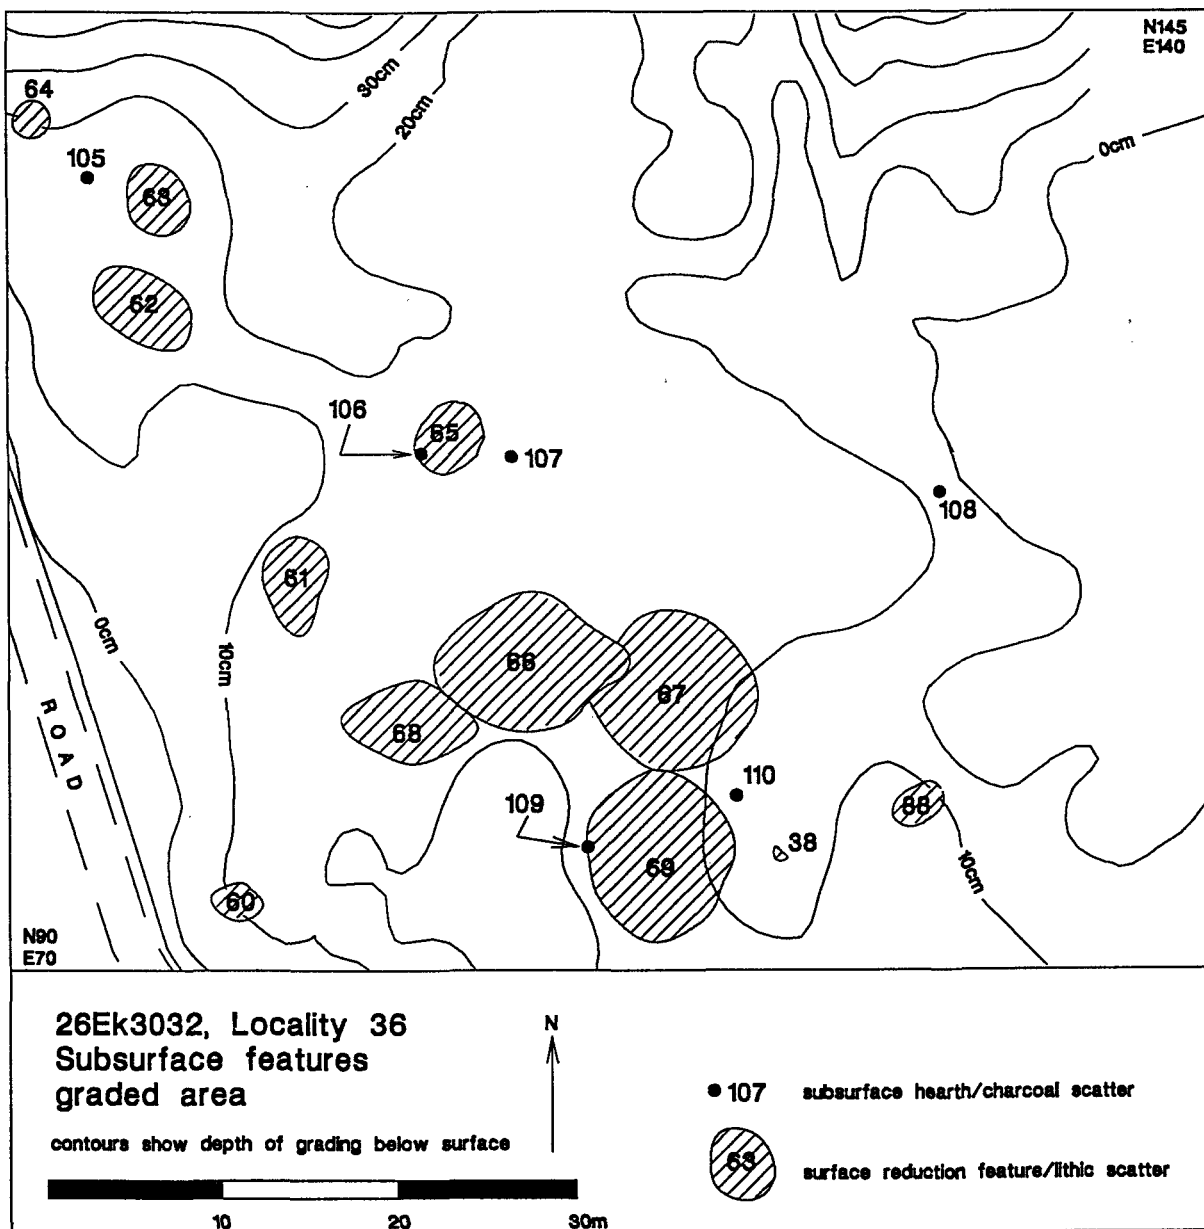 N145
E140
30cm
20cm
64
105
63
0cm
62
106
65
107
108
61
0cm
10cm
66
67
68
ROAD
110
109
38
88
69
10cm
60
N90
E70
26Ek3032, Locality 36
Subsurface features
graded area
N
contours show depth of grading below surface
10 20 30m
107 subsurface hearth/charcoal scatter
63 surface reduction feature/lithic scatter